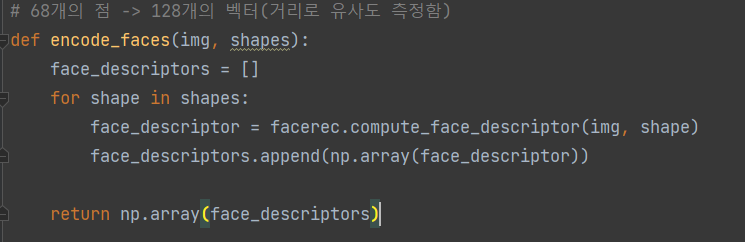 # 68개의 점 -> 128개의 벡터(거리로 유사도 측정함)
def encode_faces(img, shapes):
    face_descriptors = []
    for shape in shapes:
        face_descriptor = facerec.compute_face_descriptor(img, shape)
        face_descriptors.append(np.array(face_descriptor))

    return np.array(face_descriptors)